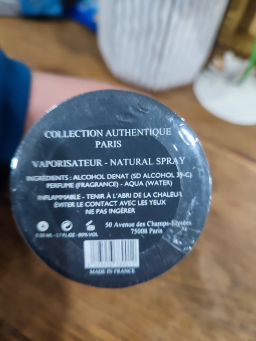 COLLECTION AUTHENTIQUE
PARIS
VAPORISATEUR - NATURAL SPRAY
INGRÉDIENTS : ALCOHOL DENAT (SD ALCOHOL 39-C)
PERFUME (FRAGRANCE) - AQUA (WATER)
INFLAMMABLE - TENIR À L'ABRI DE LA CHALEUR
ÉVITER LE CONTACT AVEC LES YEUX
NE PAS INGÉRER
50 Avenue des Champs-Elysées
75008 Paris
80% VOL
MADE IN FRANCE